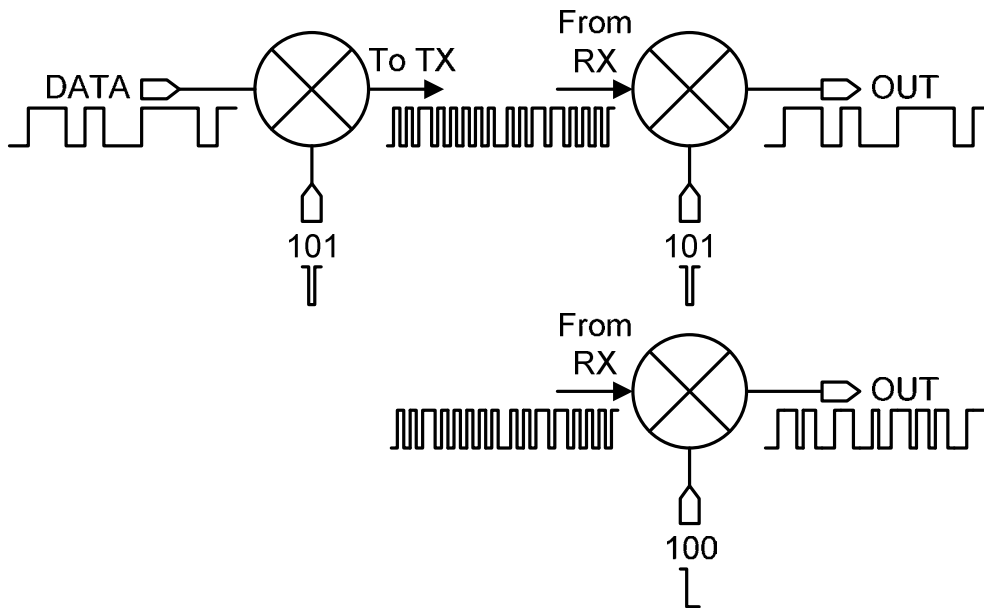 DATA
To TX
From
RX
OUT
101
101
From
RX
OUT
100